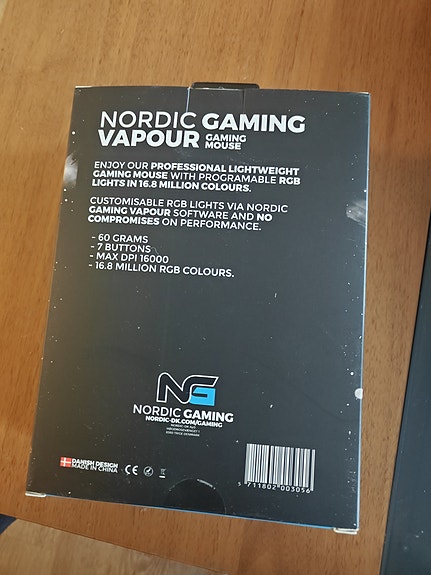 NORDIC GAMING
VAPOUR GAMING MOUSE
ENJOY OUR PROFESSIONAL LIGHTWEIGHT
GAMING MOUSE WITH PROGRAMABLE RGB
LIGHTS IN 16.8 MILLION COLOURS.
CUSTOMISABLE RGB LIGHTS VIA NORDIC
GAMING VAPOUR SOFTWARE AND NO
COMPROMISES ON PERFORMANCE.
- 60 GRAMS
- 7 BUTTONS
- MAX DPI 16000
- 16.8 MILLION RGB COLOURS.
NG
NORDIC GAMING
NORDIC-DK.COM/GAMING
DANISH DESIGN
MADE IN CHINA
CE
5 711802 003056